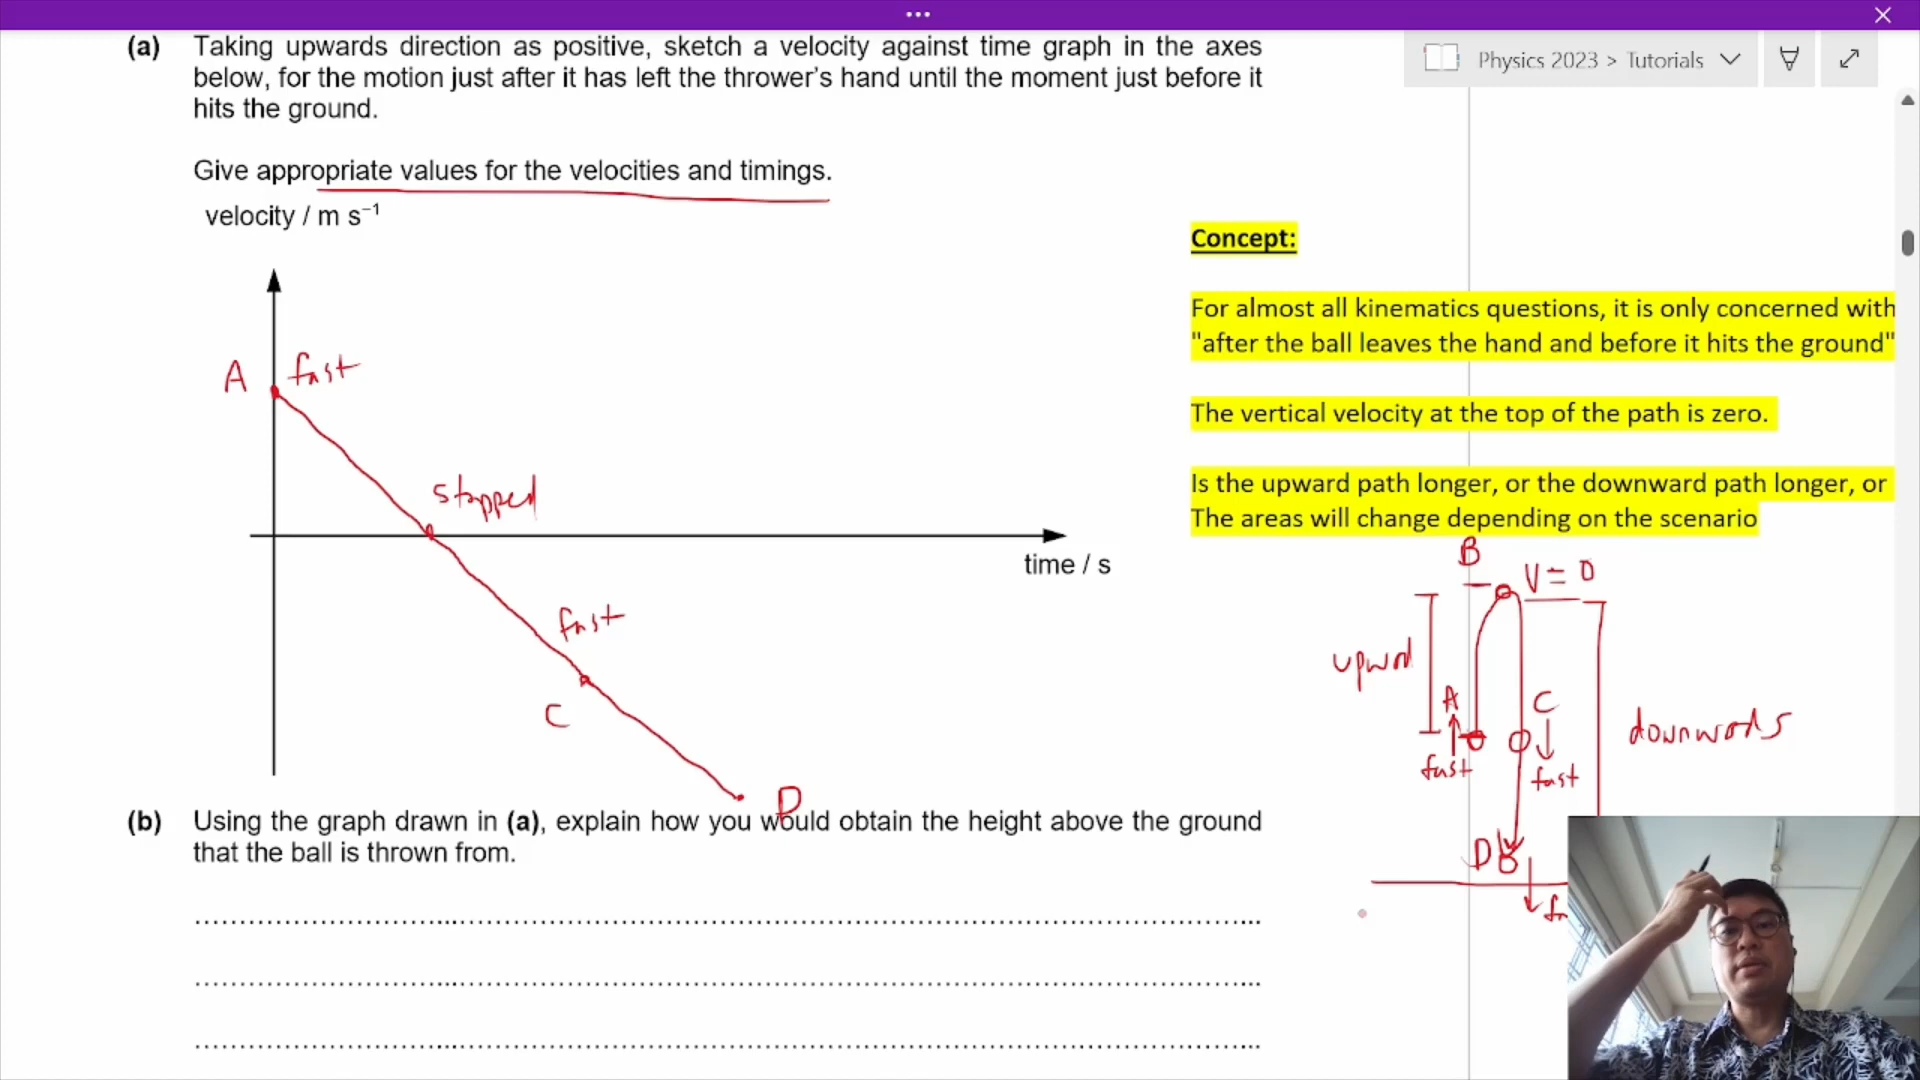 (a) Taking upwards direction as positive, sketch a velocity against time graph in the axes
below, for the motion just after it has left the thrower's hand until the moment just before it
hits the ground.
Physics 2023 > Tutorials
Give appropriate values for the velocities and timings.
velocity / m s⁻¹
A fast
stopped
time / s
fast
C
D
Concept:
For almost all kinematics questions, it is only concerned with
"after the ball leaves the hand and before it hits the ground"
The vertical velocity at the top of the path is zero.
Is the upward path longer, or the downward path longer, or
The areas will change depending on the scenario
B
V = 0
upwrd
A
C
fast
fast
downwards
D
(b) Using the graph drawn in (a), explain how you would obtain the height above the ground
that the ball is thrown from.